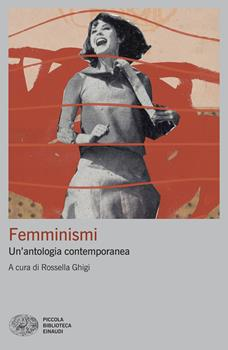 Femminismi
Un'antologia contemporanea
A cura di Rossella Ghigi
PICCOLA
BIBLIOTECA
EINAUDI